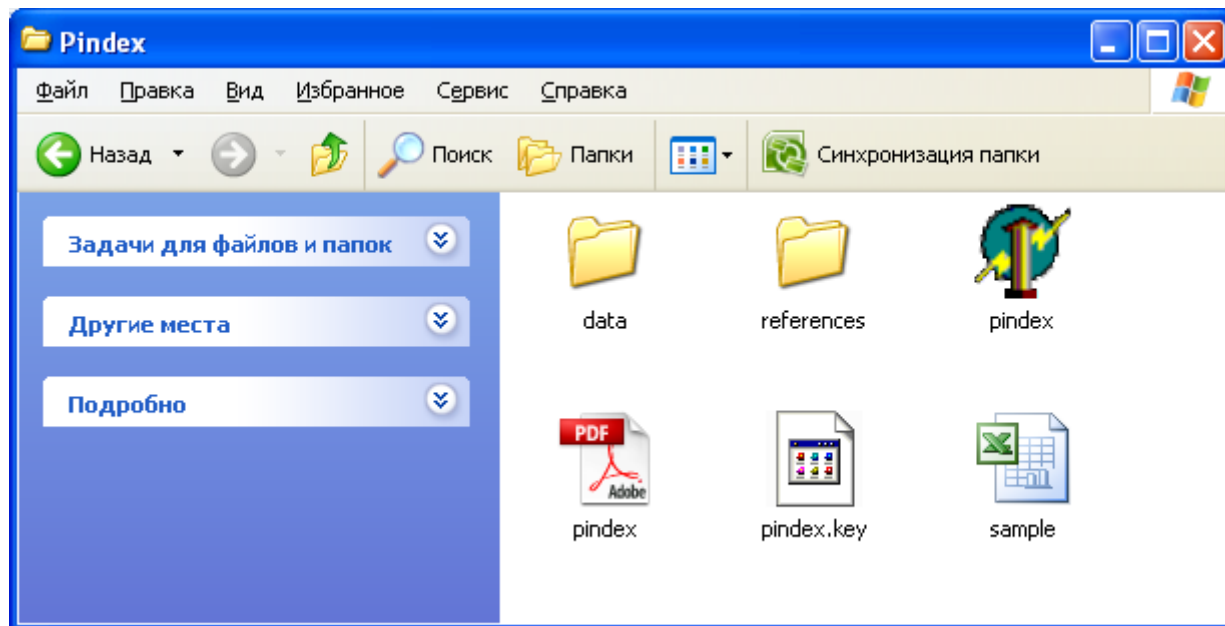 Pindex
Файл Правка Вид Избранное Сервис Справка
Назад Поиск Папки Синхронизация папки
Задачи для файлов и папок
Другие места
Подробно
data references pindex
PDF
Adobe
pindex pindex.key sample